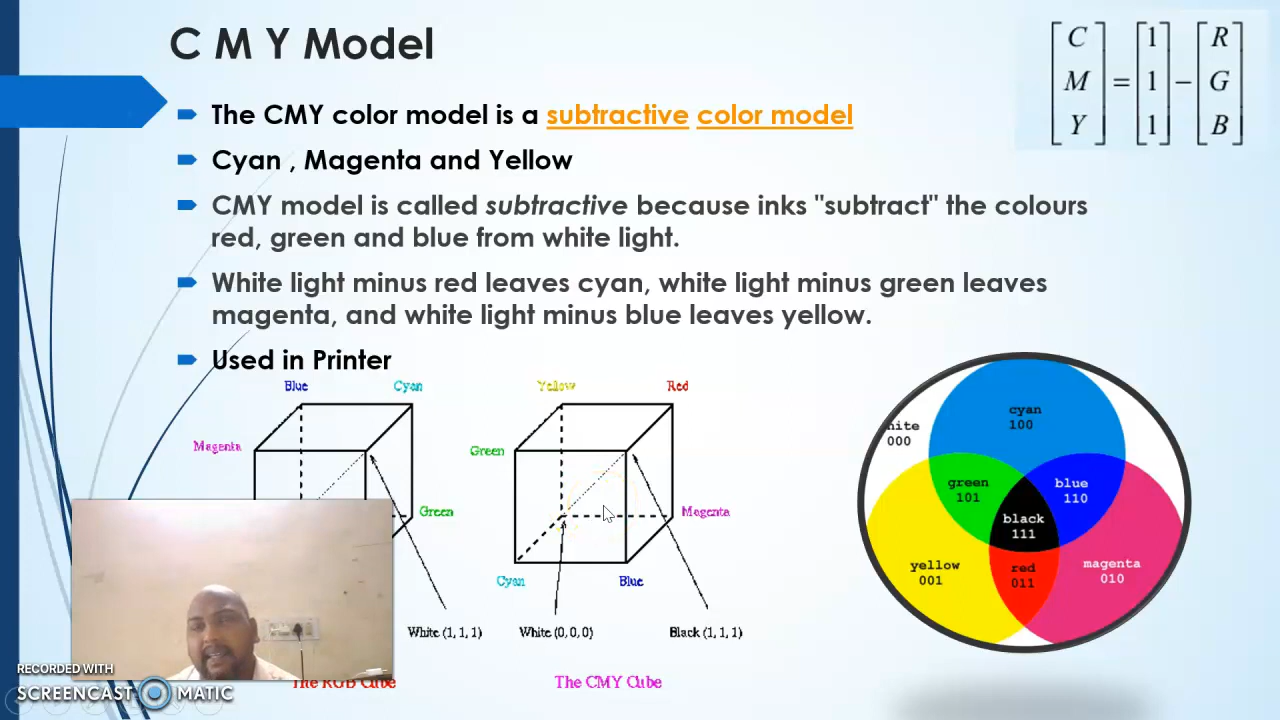 C M Y Model
[C M Y] = [1 1 1] − [R G B]
The CMY color model is a subtractive color model
Cyan , Magenta and Yellow
CMY model is called subtractive because inks "subtract" the colours
red, green and blue from white light.
White light minus red leaves cyan, white light minus green leaves
magenta, and white light minus blue leaves yellow.
Used in Printer
Blue
Cyan
Magenta
Green
White (1, 1, 1)
The RGB Cube
Yellow
Red
Green
Magenta
Cyan
Blue
White (0, 0, 0)
Black (1, 1, 1)
The CMY Cube
cyan
100
hite
000
green
101
blue
110
black
111
yellow
001
red
011
magenta
010
RECORDED WITH
SCREENCAST MATIC